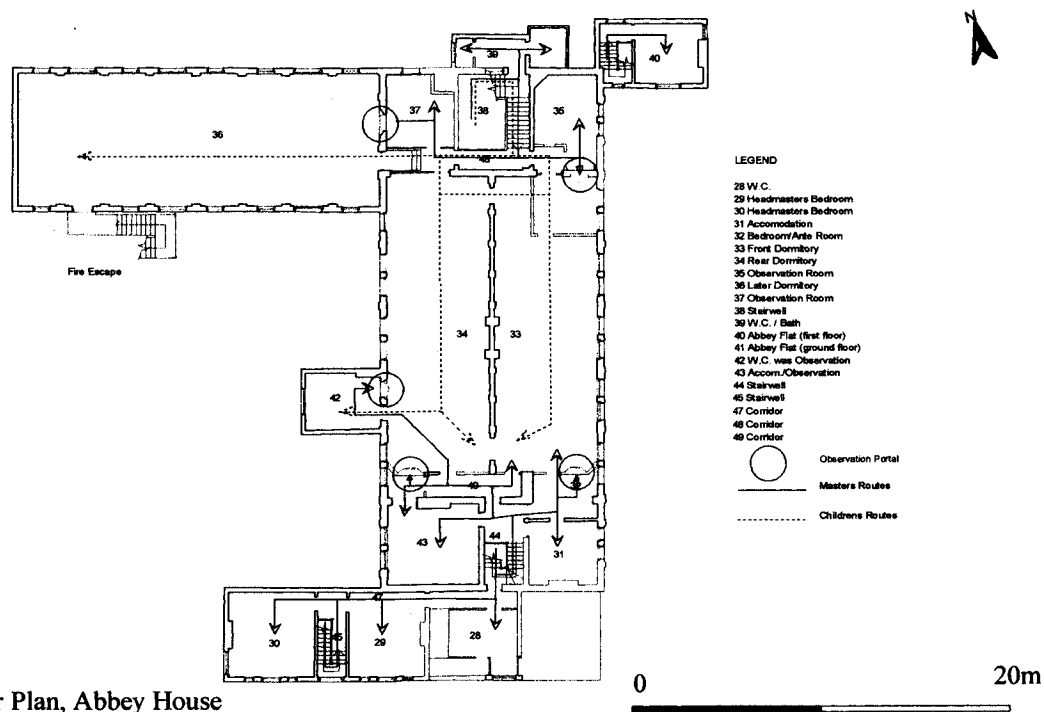 N
39
40
37
38
35
36
48
LEGEND
28 W.C.
29 Headmasters Bedroom
30 Headmasters Bedroom
31 Accomodation
32 Bedroom/Ante Room
33 Front Dormitory
34 Rear Dormitory
35 Observation Room
36 Later Dormitory
37 Observation Room
38 Stairwell
39 W.C. / Bath
40 Abbey Flat (first floor)
41 Abbey Flat (ground floor)
42 W.C. was Observation
43 Accom./Observation
44 Stairwell
45 Stairwell
47 Corridor
48 Corridor
49 Corridor
Observation Portal
Masters Routes
Childrens Routes
Fire Escape
34
33
42
49
44
43
31
47
30
45
29
28
Plan, Abbey House
0
20m